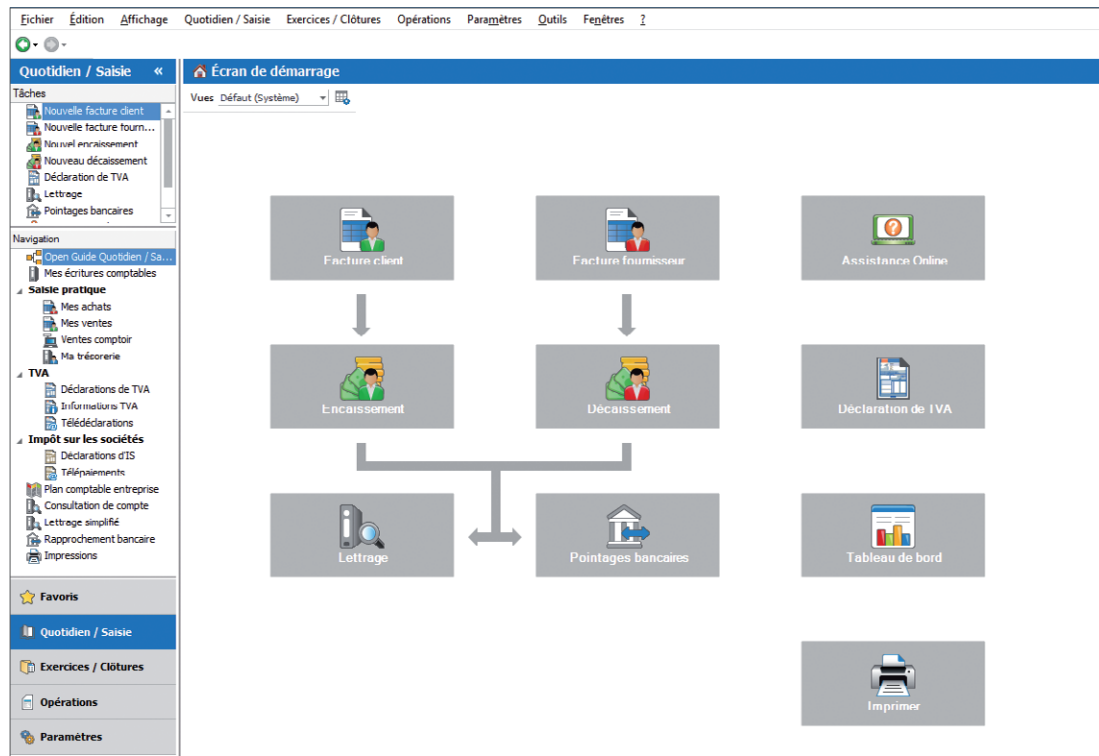 Fichier Édition Affichage Quotidien / Saisie Exercices / Clôtures Opérations Paramètres Outils Fenêtres ?
Quotidien / Saisie «
Tâches
Nouvelle facture client
Nouvelle facture fourn...
Nouvel encaissement
Nouveau décaissement
Déclaration de TVA
Lettrage
Pointages bancaires
Navigation
Open Guide Quotidien / Sa...
Mes écritures comptables
Saisie pratique
Mes achats
Mes ventes
Ventes comptoir
Ma trésorerie
TVA
Déclarations de TVA
Informations TVA
Télédéclarations
Impôt sur les sociétés
Déclarations d'IS
Télépaiements
Plan comptable entreprise
Consultation de compte
Lettrage simplifié
Rapprochement bancaire
Impressions
Favoris
Quotidien / Saisie
Exercices / Clôtures
Opérations
Paramètres
Écran de démarrage
Vues Défaut (Système)
Facture client
Facture fournisseur
Assistance Online
Encaissement
Décaissement
Déclaration de TVA
Lettrage
Pointages bancaires
Tableau de bord
Imprimer